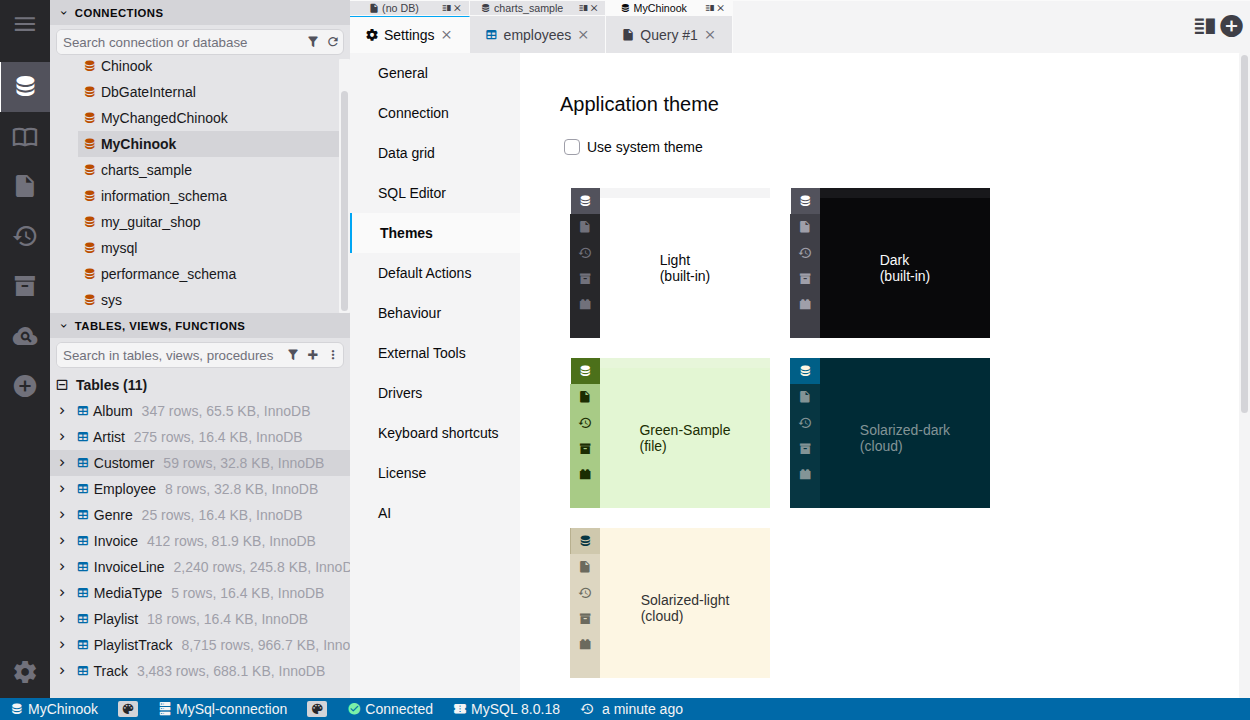 CONNECTIONS
Search connection or database
Chinook
DbGateInternal
MyChangedChinook
MyChinook
charts_sample
information_schema
my_guitar_shop
mysql
performance_schema
sys
TABLES, VIEWS, FUNCTIONS
Search in tables, views, procedures
Tables (11)
Album 347 rows, 65.5 KB, InnoDB
Artist 275 rows, 16.4 KB, InnoDB
Customer 59 rows, 32.8 KB, InnoDB
Employee 8 rows, 32.8 KB, InnoDB
Genre 25 rows, 16.4 KB, InnoDB
Invoice 412 rows, 81.9 KB, InnoDB
InvoiceLine 2,240 rows, 245.8 KB, InnoD
MediaType 5 rows, 16.4 KB, InnoDB
Playlist 18 rows, 16.4 KB, InnoDB
PlaylistTrack 8,715 rows, 966.7 KB, Inno
Track 3,483 rows, 688.1 KB, InnoDB
(no DB) charts_sample MyChinook
Settings employees Query #1
General
Connection
Data grid
SQL Editor
Themes
Default Actions
Behaviour
External Tools
Drivers
Keyboard shortcuts
License
AI
Application theme
Use system theme
Light
(built-in)
Dark
(built-in)
Green-Sample
(file)
Solarized-dark
(cloud)
Solarized-light
(cloud)
MyChinook MySql-connection Connected MySQL 8.0.18 a minute ago